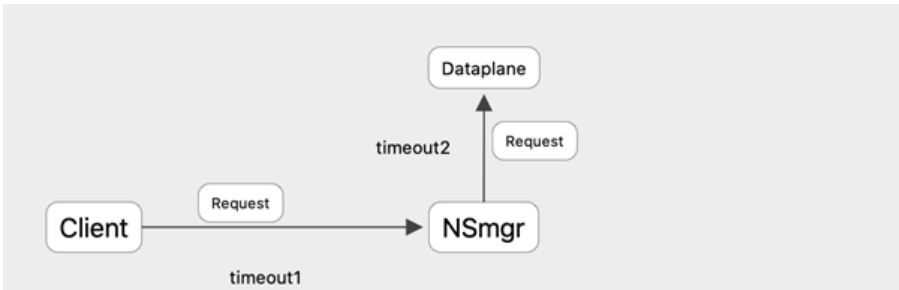 Dataplane
timeout2
Request
Request
Client
NSmgr
timeout1